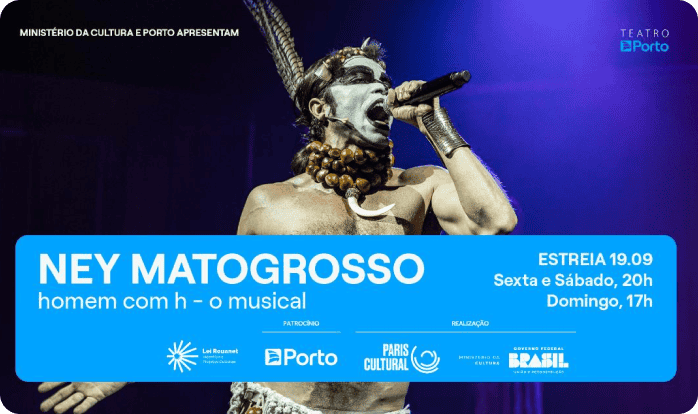 MINISTÉRIO DA CULTURA E PORTO APRESENTAM
TEATRO
Porto
NEY MATOGROSSO
homem com h - o musical
ESTREIA 19.09
Sexta e Sábado, 20h
Domingo, 17h
PATROCÍNIO
REALIZAÇÃO
Lei Rouanet
Porto
PARIS
CULTURAL
MINISTÉRIO DA
CULTURA
GOVERNO FEDERAL
BRASIL